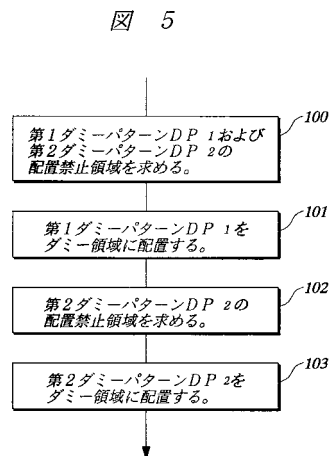 図 5
100
第1ダミーパターンDP1および
第2ダミーパターンDP2の
配置禁止領域を求める。
101
第1ダミーパターンDP1を
ダミー領域に配置する。
102
第2ダミーパターンDP2の
配置禁止領域を求める。
103
第2ダミーパターンDP2を
ダミー領域に配置する。